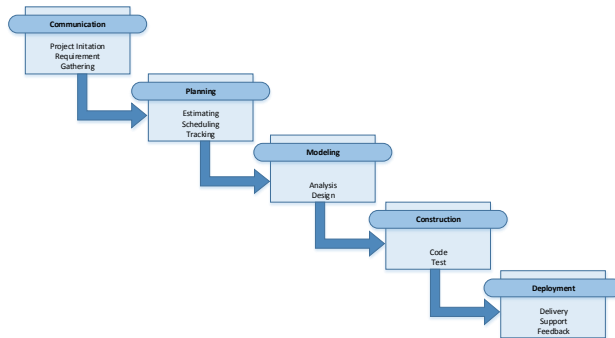 Communication
Project Initation
Requirement
Gathering
Planning
Estimating
Scheduling
Tracking
Modeling
Analysis
Design
Construction
Code
Test
Deployment
Delivery
Support
Feedback